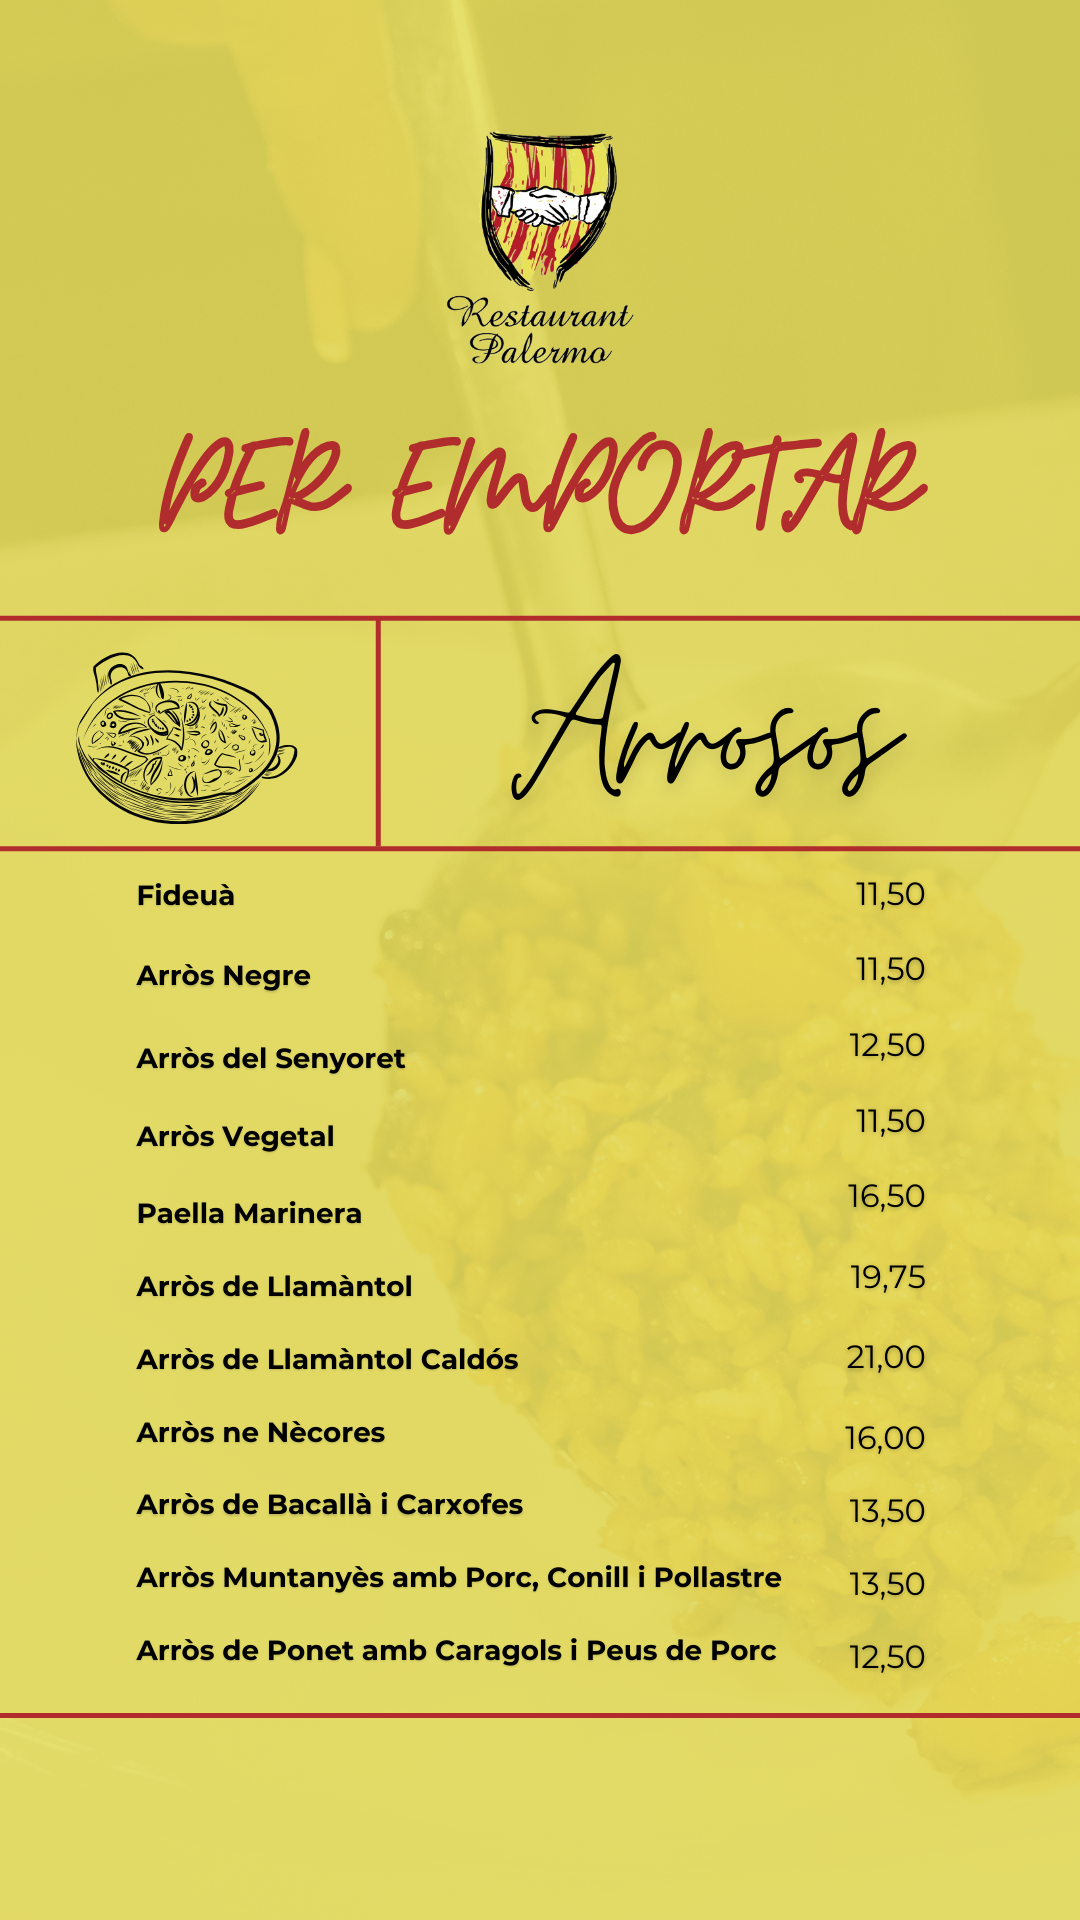 Restaurant
Palermo
PER EMPORTAR
Arrosos
Fideuà 11,50
Arròs Negre 11,50
Arròs del Senyoret 12,50
Arròs Vegetal 11,50
Paella Marinera 16,50
Arròs de Llamàntol 19,75
Arròs de Llamàntol Caldós 21,00
Arròs ne Nècores 16,00
Arròs de Bacallà i Carxofes 13,50
Arròs Muntanyès amb Porc, Conill i Pollastre 13,50
Arròs de Ponet amb Caragols i Peus de Porc 12,50